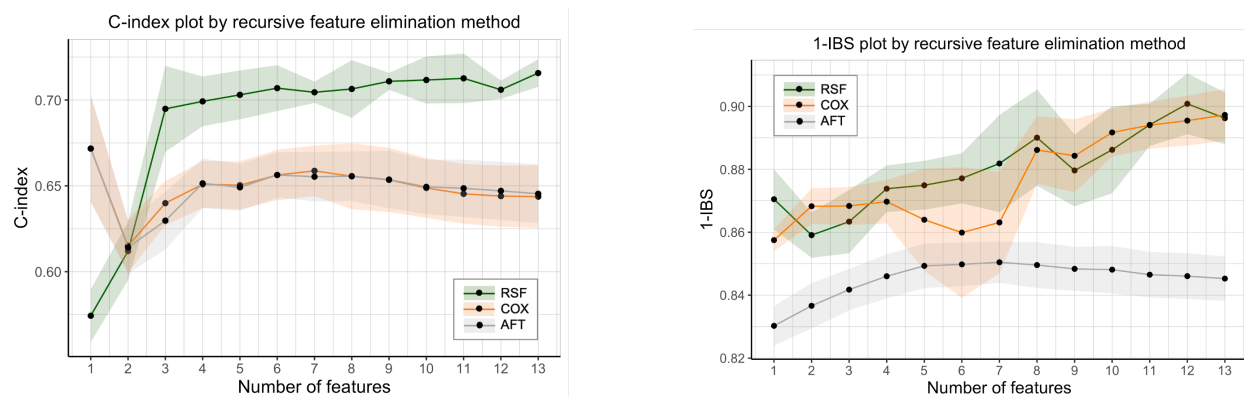 C-index plot by recursive feature elimination method
C-index
0.70
0.65
0.60
RSF
COX
AFT
1 2 3 4 5 6 7 8 9 10 11 12 13
Number of features
1-IBS plot by recursive feature elimination method
1-IBS
RSF
COX
AFT
0.90
0.88
0.86
0.84
0.82
1 2 3 4 5 6 7 8 9 10 11 12 13
Number of features